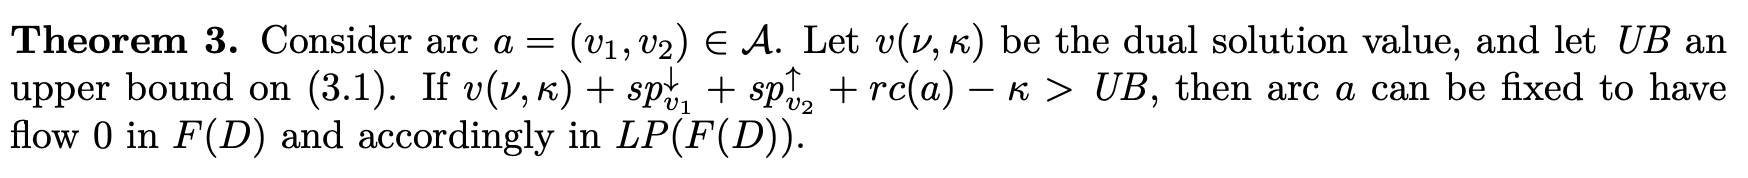 Theorem 3. Consider arc a = (v₁, v₂) ∈ 𝒜. Let v(ν, κ) be the dual solution value, and let UB an
upper bound on (3.1). If v(ν, κ) + sp↓_{v₁} + sp↑_{v₂} + rc(a) − κ > UB, then arc a can be fixed to have
flow 0 in F(D) and accordingly in LP(F(D)).